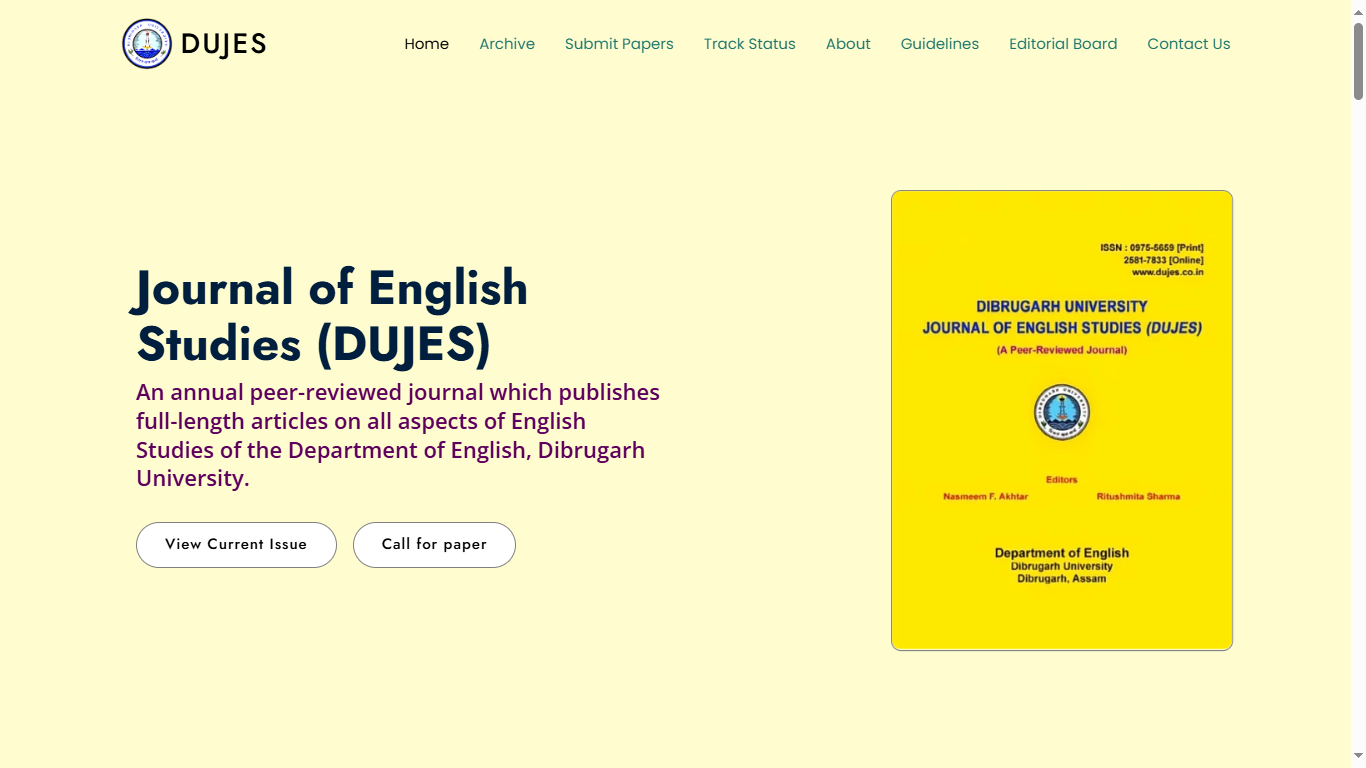 DUJES
Home Archive Submit Papers Track Status About Guidelines Editorial Board Contact Us
Journal of English
Studies (DUJES)
An annual peer-reviewed journal which publishes
full-length articles on all aspects of English
Studies of the Department of English, Dibrugarh
University.
View Current Issue Call for paper
ISSN : 0975-5659 [Print]
2581-7833 [Online]
www.dujes.co.in
DIBRUGARH UNIVERSITY
JOURNAL OF ENGLISH STUDIES (DUJES)
(A Peer-Reviewed Journal)
Editors
Nasmeem F. Akhtar Ritushmita Sharma
Department of English
Dibrugarh University
Dibrugarh, Assam